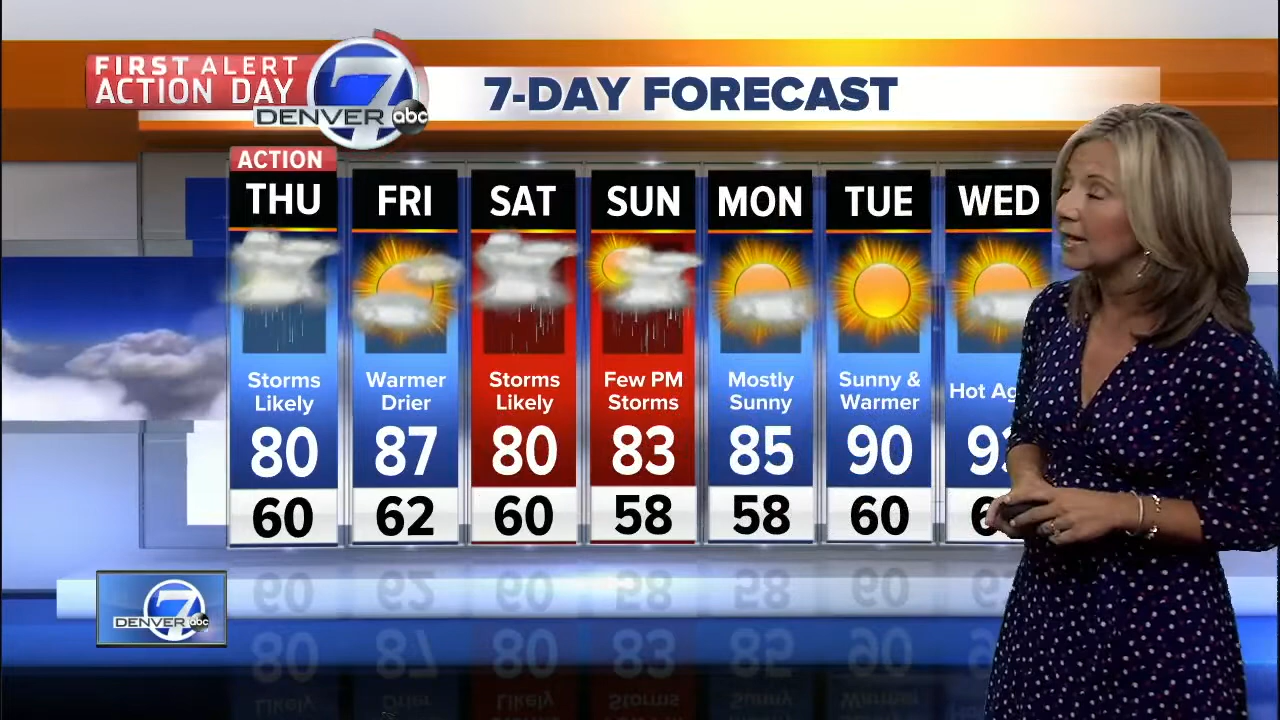 FIRST ALERT
ACTION DAY
7
DENVER abc
7-DAY FORECAST
ACTION
THU FRI SAT SUN MON TUE WED
Storms Likely
Warmer Drier
Storms Likely
Few PM Storms
Mostly Sunny
Sunny & Warmer
Hot
80 87 80 83 85 90
60 62 60 58 58 60
7
DENVER abc